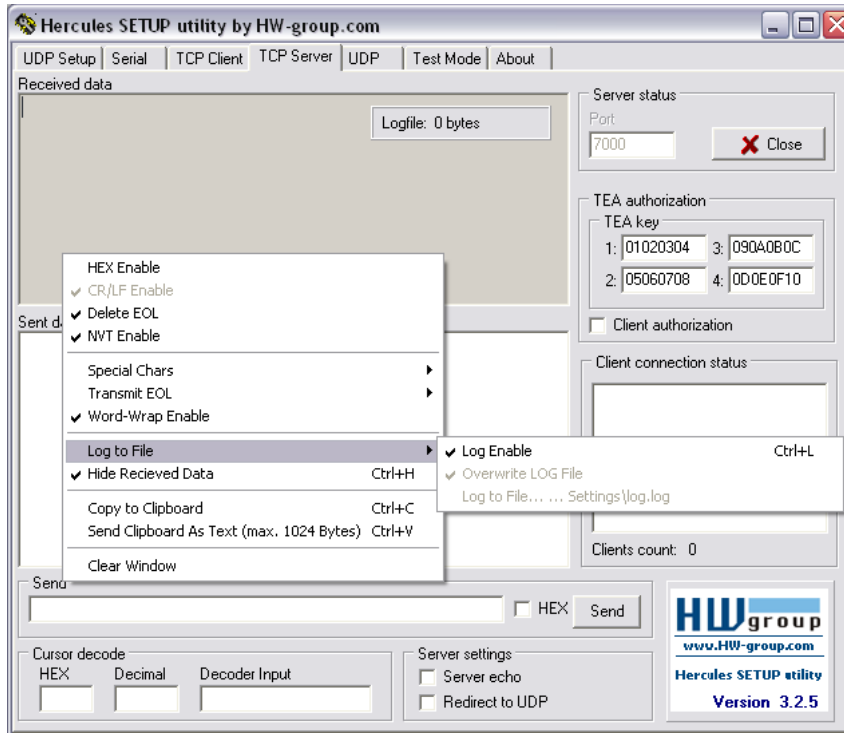 Hercules SETUP utility by HW-group.com
UDP Setup Serial TCP Client TCP Server UDP Test Mode About
Received data
Logfile: 0 bytes
Server status
Port
7000
Close
TEA authorization
TEA key
1: 01020304 3: 090A0B0C
2: 05060708 4: 0D0E0F10
Client authorization
HEX Enable
CR/LF Enable
Delete EOL
NVT Enable
Special Chars
Transmit EOL
Word-Wrap Enable
Log to File
Hide Recieved Data Ctrl+H
Copy to Clipboard Ctrl+C
Send Clipboard As Text (max. 1024 Bytes) Ctrl+V
Clear Window
Sent d
Client connection status
Log Enable Ctrl+L
Overwrite LOG File
Log to File... ... Settings\log.log
Clients count: 0
Send
HEX Send
Cursor decode
HEX Decimal Decoder Input
Server settings
Server echo
Redirect to UDP
HW group
www.HW-group.com
Hercules SETUP utility
Version 3.2.5